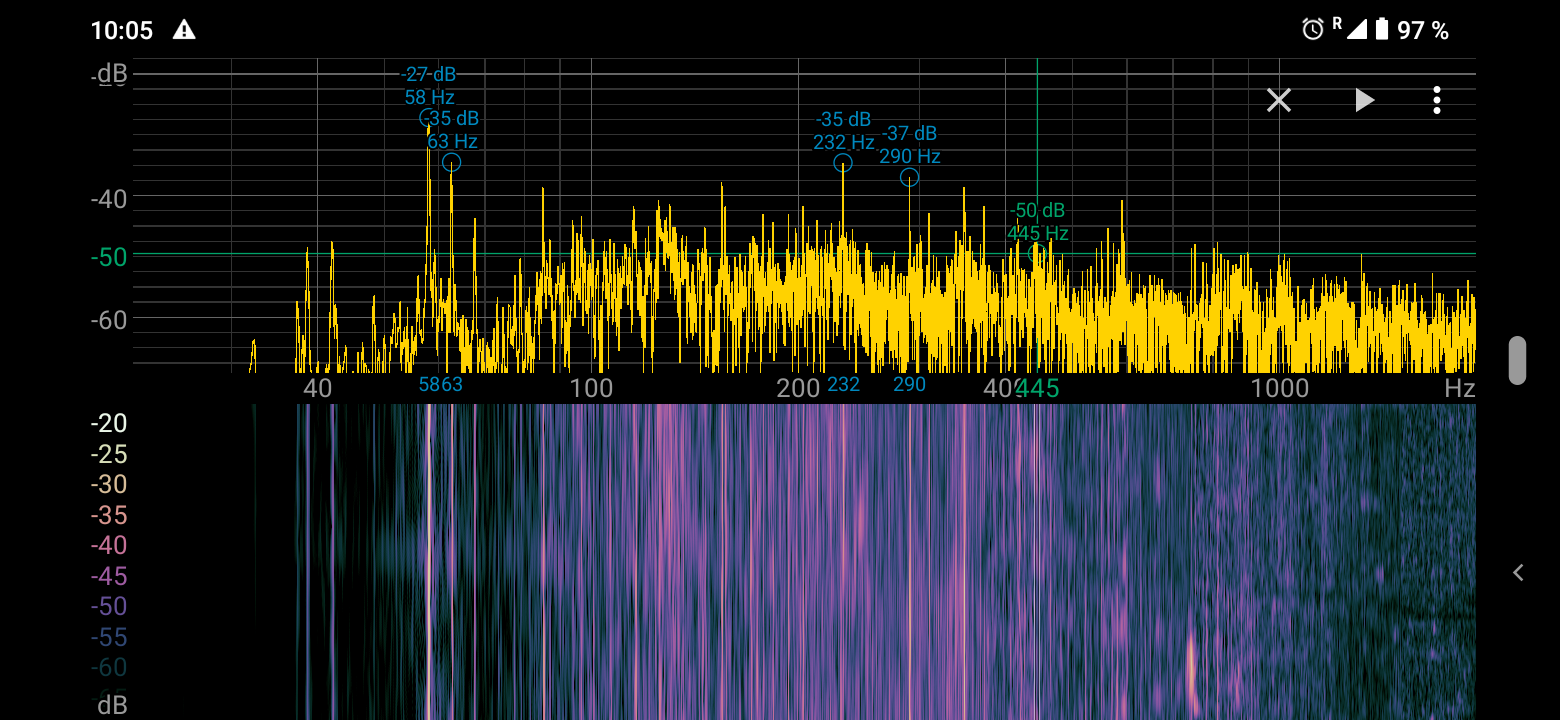 10:05
R 97 %
-dB
-27 dB
58 Hz
-35 dB
63 Hz
-35 dB
232 Hz
-37 dB
290 Hz
-40
-50 dB
445 Hz
-50
-60
40 58 63 100 200 232 290 445 1000 Hz
-20
-25
-30
-35
-40
-45
-50
-55
-60
dB